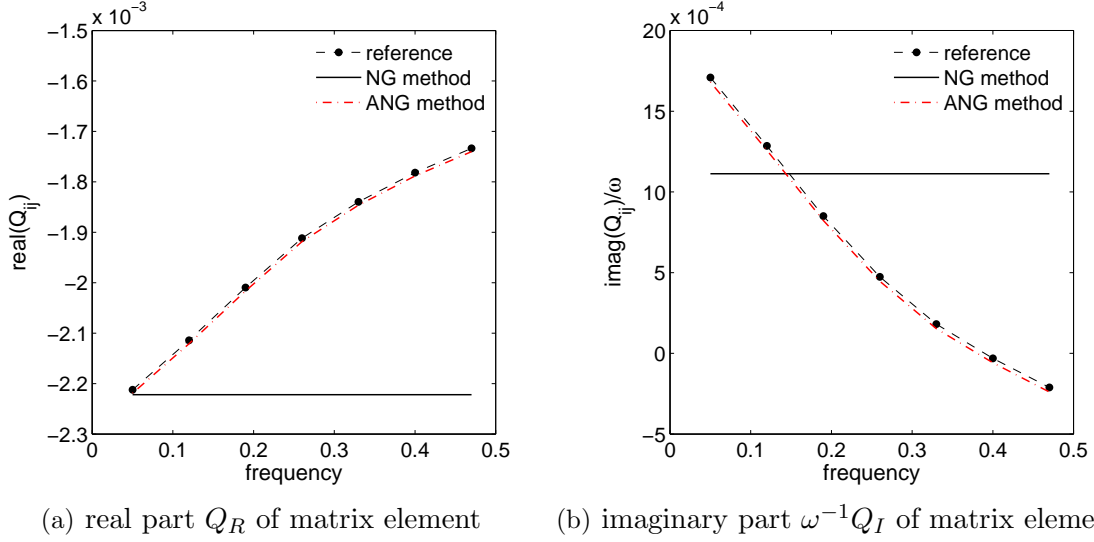 x 10⁻³
−1.5
−1.6
−1.7
−1.8
−1.9
−2
−2.1
−2.2
−2.3
0 0.1 0.2 0.3 0.4 0.5
frequency
real(Q_ij)
reference
NG method
ANG method
(a) real part Q_R of matrix element
x 10⁻⁴
20
15
10
5
0
−5
0 0.1 0.2 0.3 0.4 0.5
frequency
imag(Q_ij)/ω
reference
NG method
ANG method
(b) imaginary part ω⁻¹Q_I of matrix eleme